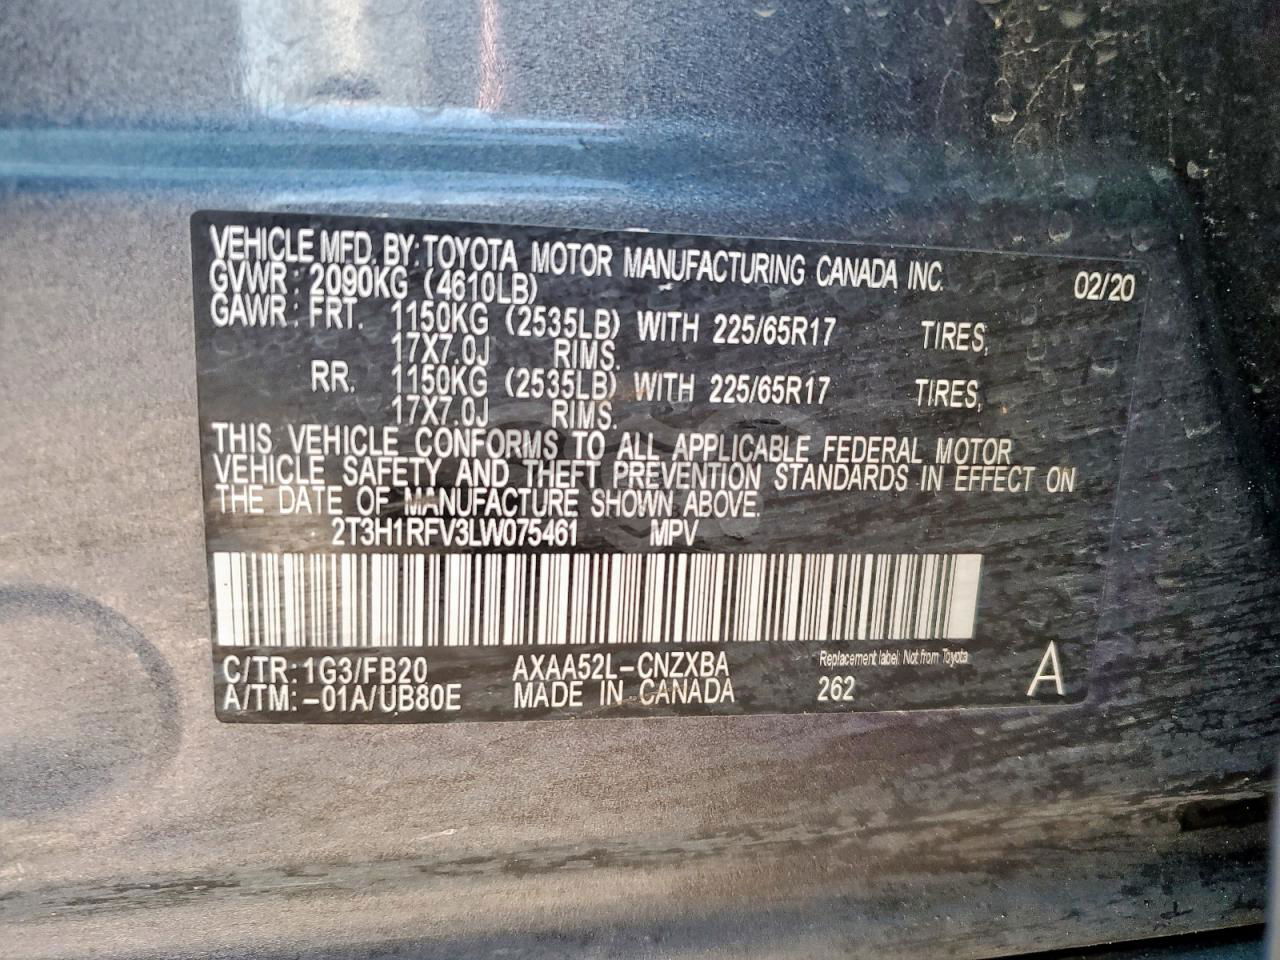 VEHICLE MFD. BY: TOYOTA MOTOR MANUFACTURING CANADA INC. 02/20
GVWR: 2090KG (4610LB)
GAWR: FRT. 1150KG (2535LB) WITH 225/65R17 TIRES,
17X7.0J RIMS.
RR. 1150KG (2535LB) WITH 225/65R17 TIRES,
17X7.0J RIMS.
THIS VEHICLE CONFORMS TO ALL APPLICABLE FEDERAL MOTOR
VEHICLE SAFETY AND THEFT PREVENTION STANDARDS IN EFFECT ON
THE DATE OF MANUFACTURE SHOWN ABOVE.
2T3H1RFV3LW075461 MPV
C/TR: 1G3/FB20 AXAA52L-CNZXBA Replacement label: Not from Toyota
A/TM: -01A/UB80E MADE IN CANADA 262 A